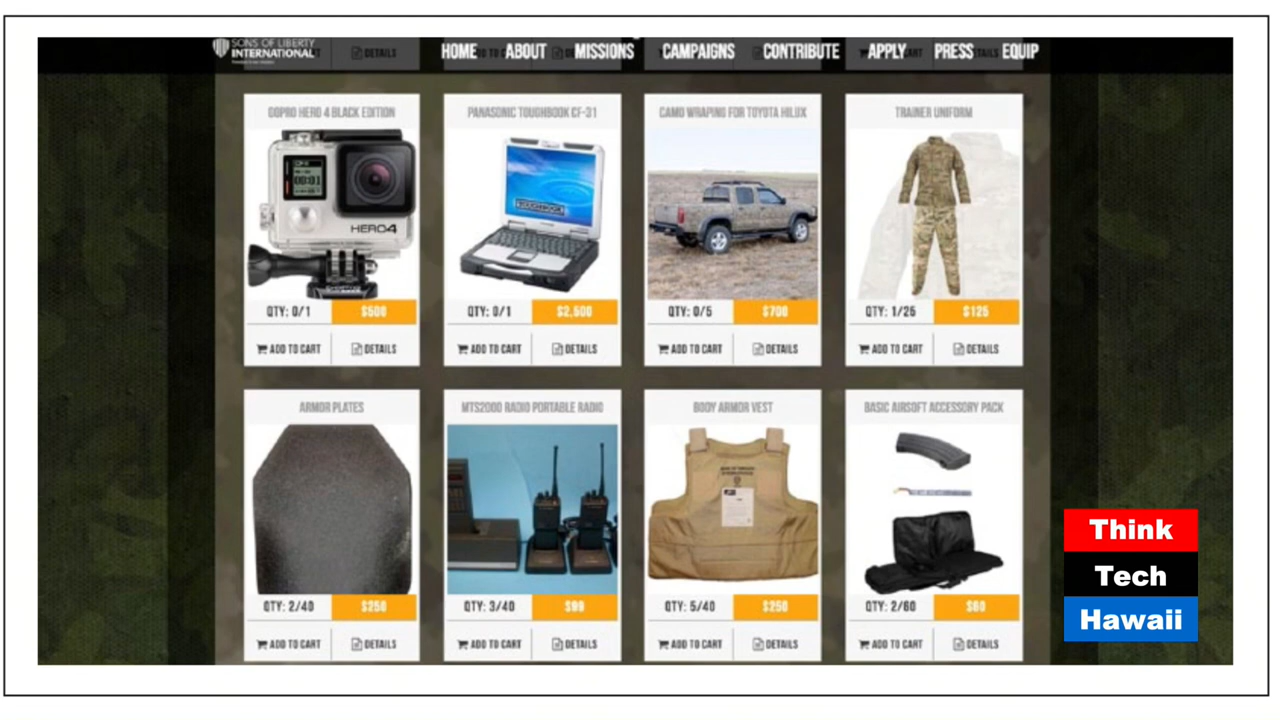 SONS OF LIBERTY
INTERNATIONAL
HOME ABOUT MISSIONS CAMPAIGNS CONTRIBUTE APPLY PRESS EQUIP
DETAILS
GOPRO HERO 4 BLACK EDITION
PANASONIC TOUGHBOOK CF-31
CAMO WRAPING FOR TOYOTA HILUX
TRAINER UNIFORM
00:01
HERO4
TOUGHBOOK
QTY: 0/1 $500
QTY: 0/1 $2,500
QTY: 0/5 $700
QTY: 1/25 $125
ADD TO CART DETAILS
ADD TO CART DETAILS
ADD TO CART DETAILS
ADD TO CART DETAILS
ARMOR PLATES
MTS2000 RADIO PORTABLE RADIO
BODY ARMOR VEST
BASIC AIRSOFT ACCESSORY PACK
QTY: 2/40 $250
QTY: 3/40 $99
QTY: 5/40 $250
QTY: 2/60 $60
ADD TO CART DETAILS
ADD TO CART DETAILS
ADD TO CART DETAILS
ADD TO CART DETAILS
Think
Tech
Hawaii